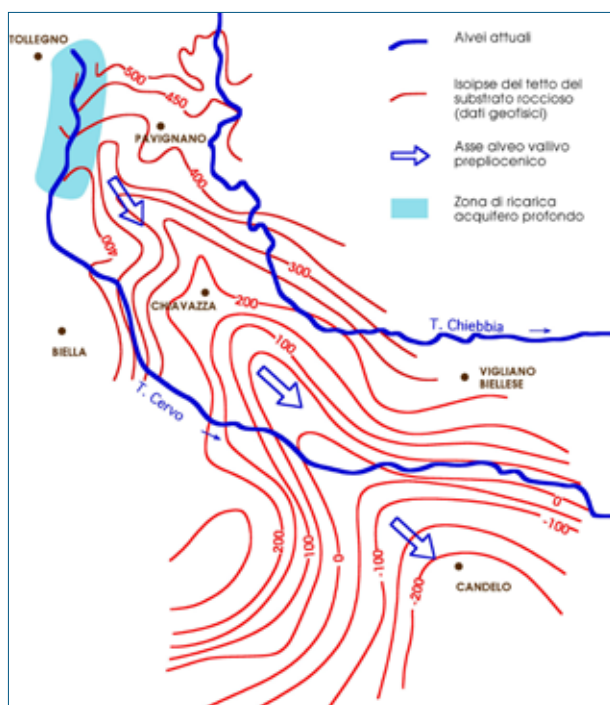 TOLLEGNO
500
450
PAVIGNANO
400
400
300
CHIAVAZZA
200
100
BIELLA
T. Chiebbia
VIGLIANO
BIELLESE
T. Cervo
0
-100
200
100
0
-100
-200
CANDELO
Alvei attuali
Isoipse del tetto del
substrato roccioso
(dati geofisici)
Asse alveo vallivo
prepliocenico
Zona di ricarica
acquifero profondo